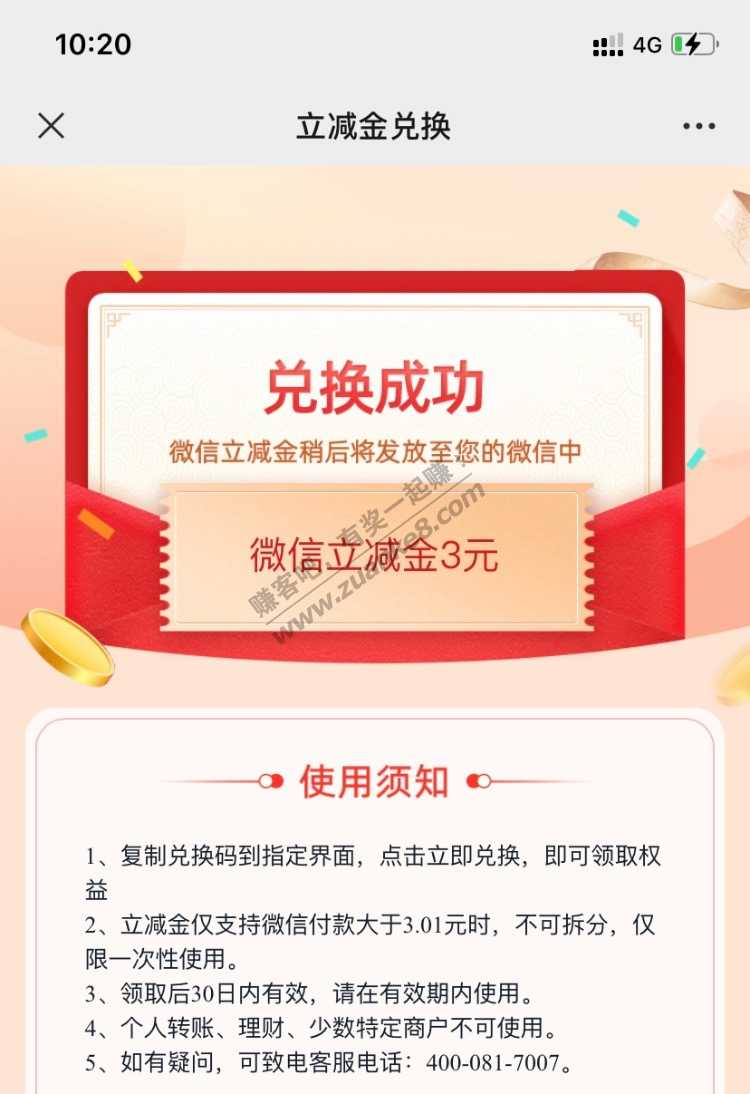 10:20
4G
立减金兑换
兑换成功
微信立减金稍后将发放至您的微信中
微信立减金3元
赚客吧，有奖一起赚！
www.zuanke8.com
使用须知
1、复制兑换码到指定界面，点击立即兑换，即可领取权
益
2、立减金仅支持微信付款大于3.01元时，不可拆分，仅
限一次性使用。
3、领取后30日内有效，请在有效期内使用。
4、个人转账、理财、少数特定商户不可使用。
5、如有疑问，可致电客服电话：400-081-7007。